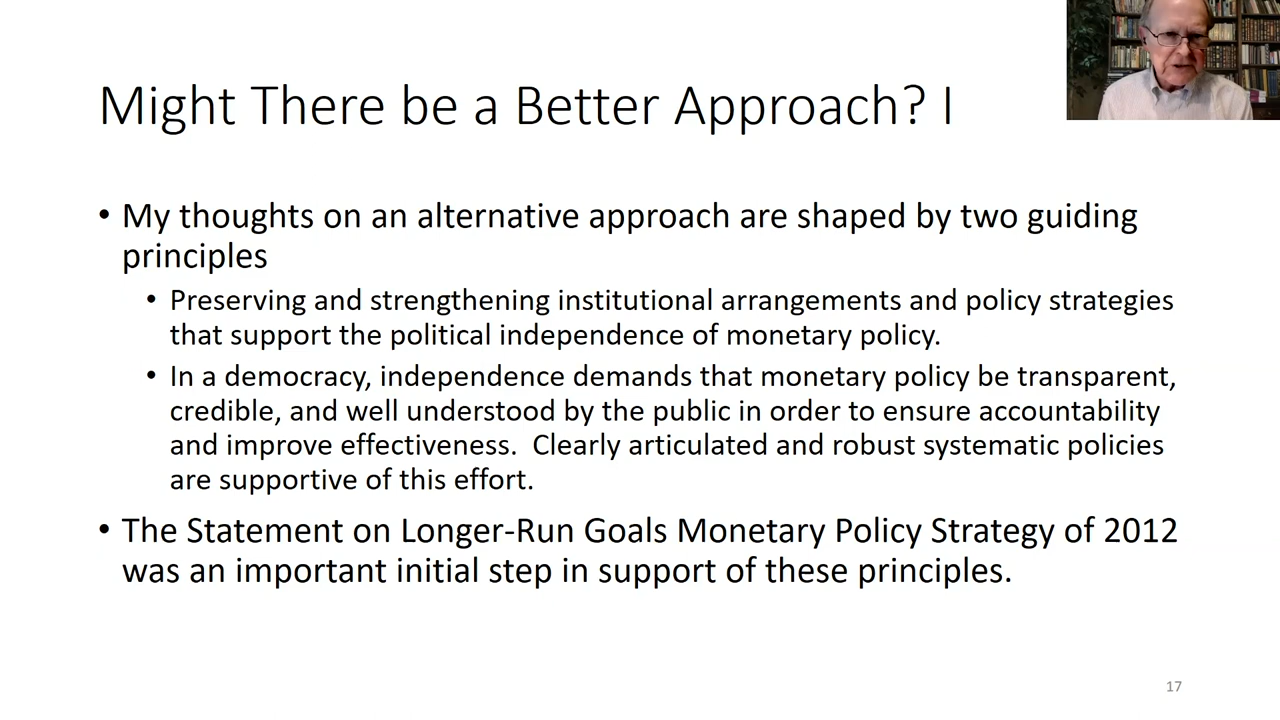 Might There be a Better Approach? I
• My thoughts on an alternative approach are shaped by two guiding
principles
• Preserving and strengthening institutional arrangements and policy strategies
that support the political independence of monetary policy.
• In a democracy, independence demands that monetary policy be transparent,
credible, and well understood by the public in order to ensure accountability
and improve effectiveness.  Clearly articulated and robust systematic policies
are supportive of this effort.
• The Statement on Longer-Run Goals Monetary Policy Strategy of 2012
was an important initial step in support of these principles.
17